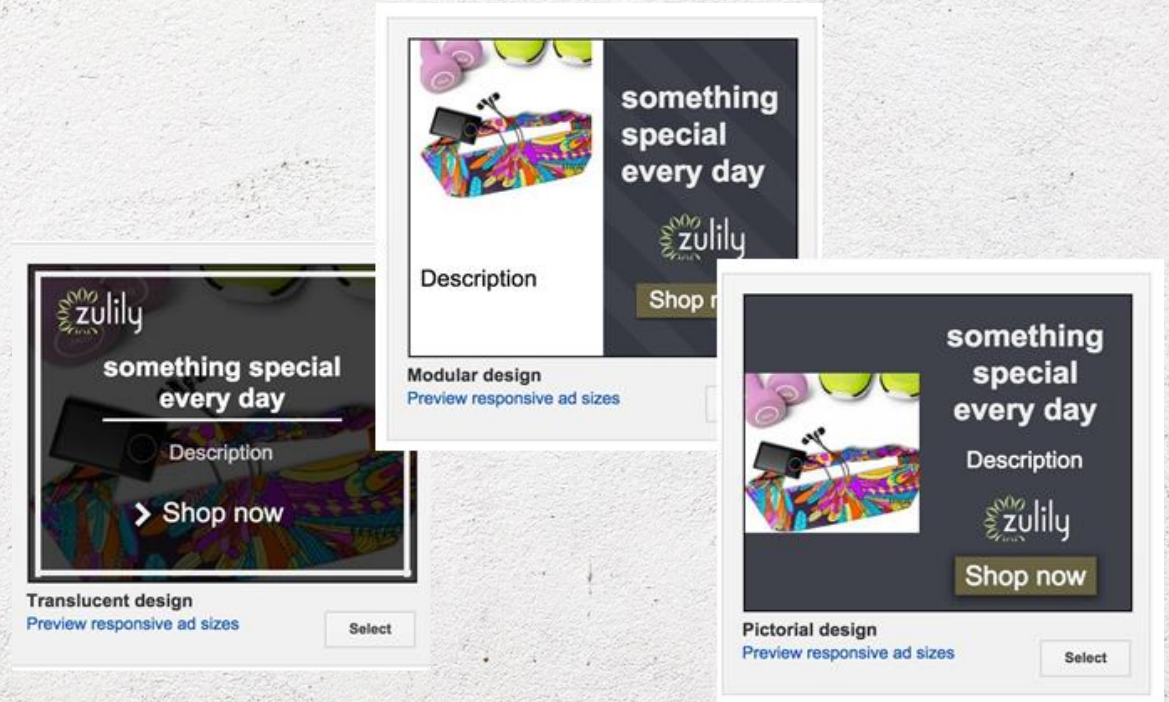 zulily
something special
every day
Description
Shop now
Translucent design
Preview responsive ad sizes
Select
something
special
every day
zulily
Description
Shop
Modular design
Preview responsive ad sizes
something
special
every day
Description
zulily
Shop now
Pictorial design
Preview responsive ad sizes
Select